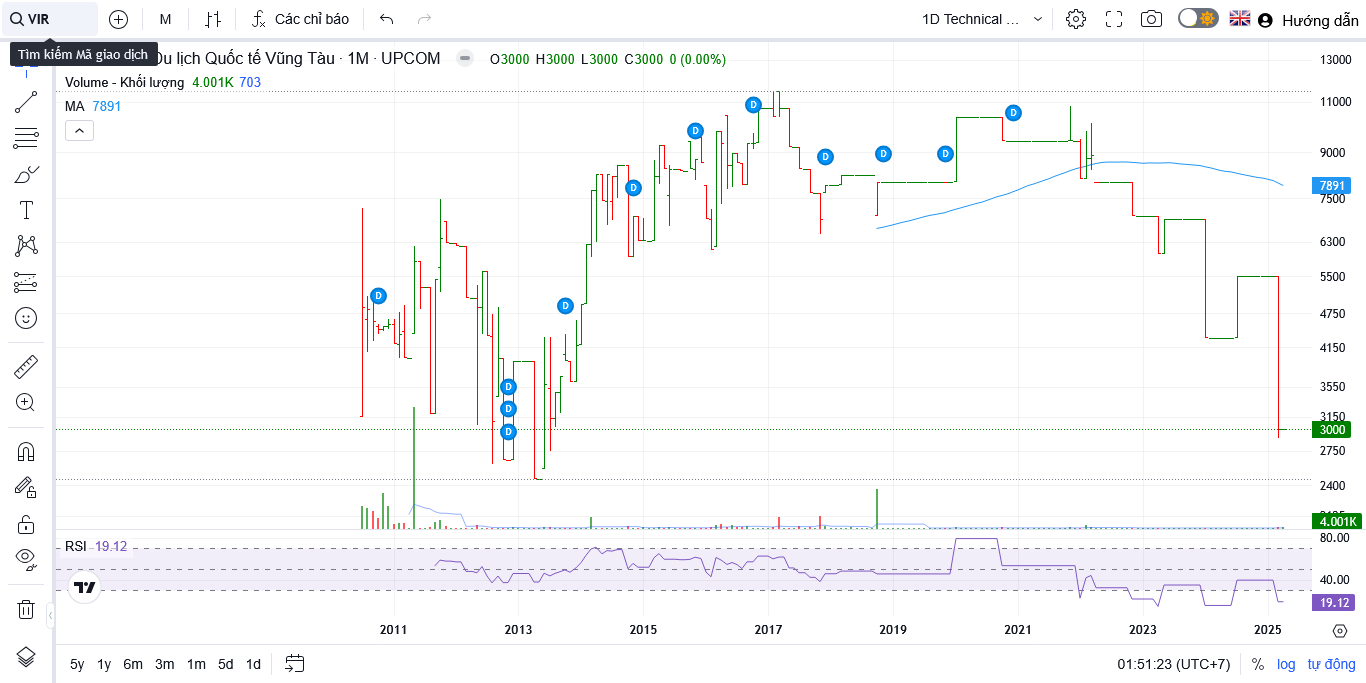 VIR
M
Các chỉ báo
1D Technical ...
Hướng dẫn
Tìm kiếm Mã giao dịch
Du lịch Quốc tế Vũng Tàu · 1M · UPCOM
O3000 H3000 L3000 C3000 0 (0.00%)
Volume - Khối lượng 4.001K 703
MA 7891
13000
11000
9000
7891
7500
6300
5500
4750
4150
3550
3150
3000
2750
2400
4.001K
D
D
D
D
D
D
D
D
D
D
D
D
RSI 19.12
80.00
40.00
19.12
2011
2013
2015
2017
2019
2021
2023
2025
5y 1y 6m 3m 1m 5d 1d
01:51:23 (UTC+7)
%
log
tự động